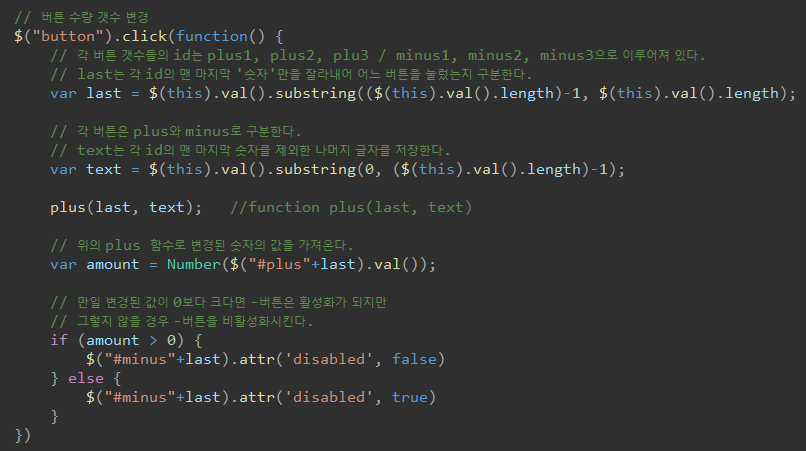 // 버튼 수량 갯수 변경
$("button").click(function() {
// 각 버튼 갯수들의 id는 plus1, plus2, plu3 / minus1, minus2, minus3으로 이루어져 있다.
// last는 각 id의 맨 마지막 '숫자'만을 잘라내어 어느 버튼을 눌렀는지 구분한다.
var last = $(this).val().substring(($(this).val().length)-1, $(this).val().length);
// 각 버튼은 plus와 minus로 구분한다.
// text는 각 id의 맨 마지막 숫자를 제외한 나머지 글자를 저장한다.
var text = $(this).val().substring(0, ($(this).val().length)-1);
plus(last, text);   //function plus(last, text)
// 위의 plus 함수로 변경된 숫자의 값을 가져온다.
var amount = Number($("#plus"+last).val());
// 만일 변경된 값이 0보다 크다면 -버튼은 활성화가 되지만
// 그렇지 않을 경우 -버튼을 비활성화시킨다.
if (amount > 0) {
$("#minus"+last).attr('disabled', false)
} else {
$("#minus"+last).attr('disabled', true)
}
})